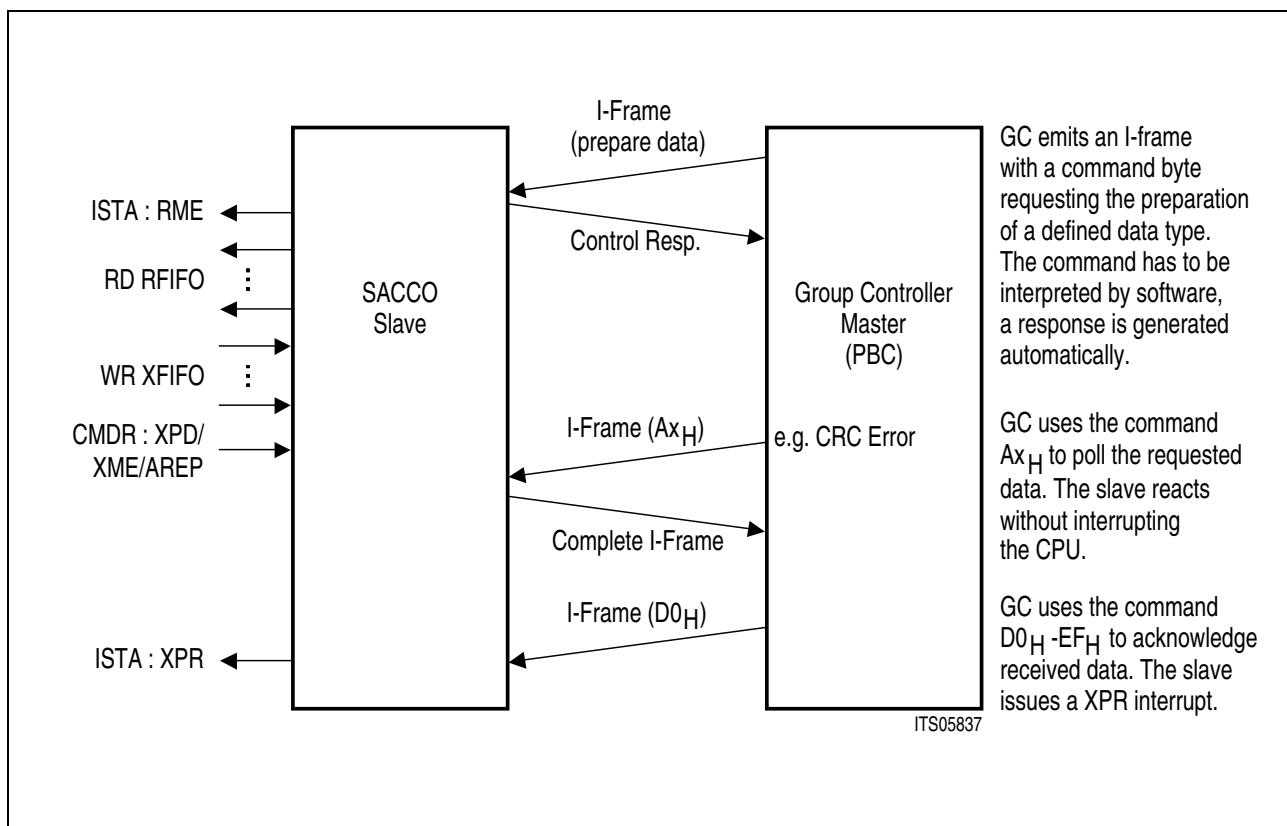 I-Frame
(prepare data)
ISTA : RME
Control Resp.
RD RFIFO
SACCO
Slave
Group Controller
Master
(PBC)
WR XFIFO
CMDR : XPD/
XME/AREP
I-Frame (AxH)
e.g. CRC Error
Complete I-Frame
I-Frame (D0H)
ISTA : XPR
GC emits an I-frame
with a command byte
requesting the preparation
of a defined data type.
The command has to be
interpreted by software,
a response is generated
automatically.
GC uses the command
AxH to poll the requested
data. The slave reacts
without interrupting
the CPU.
GC uses the command
D0H -EFH to acknowledge
received data. The slave
issues a XPR interrupt.
ITS05837